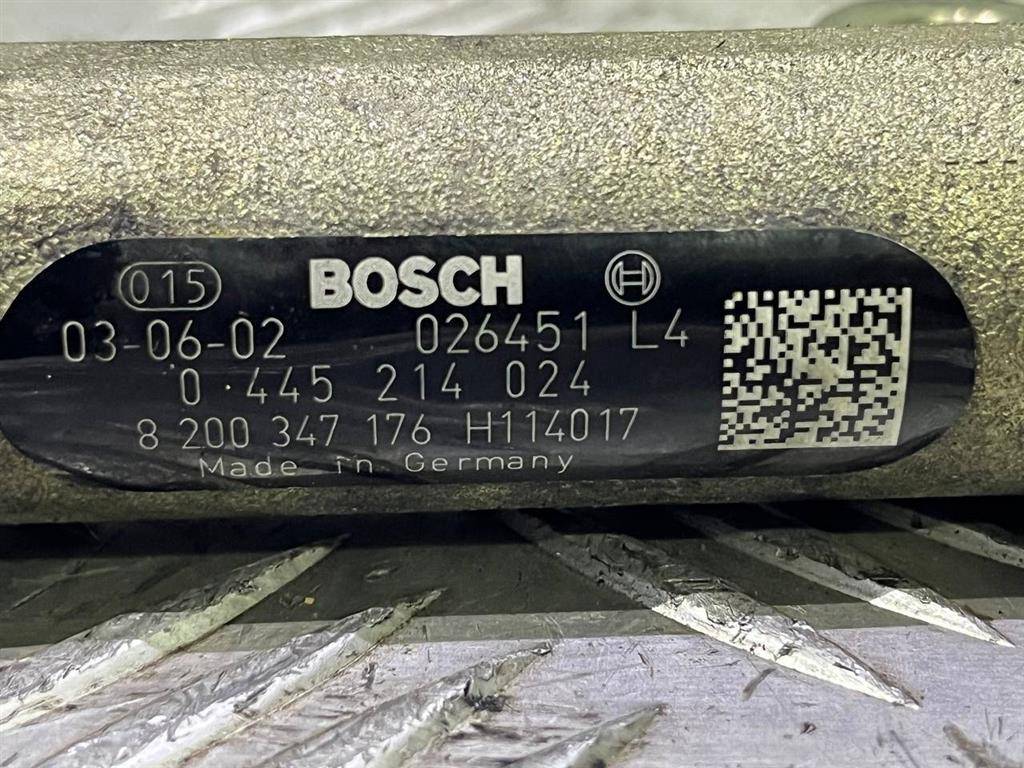 015 BOSCH H
03-06-02 026451 L4
0 445 214 024
8 200 347 176 H114017
Made in Germany